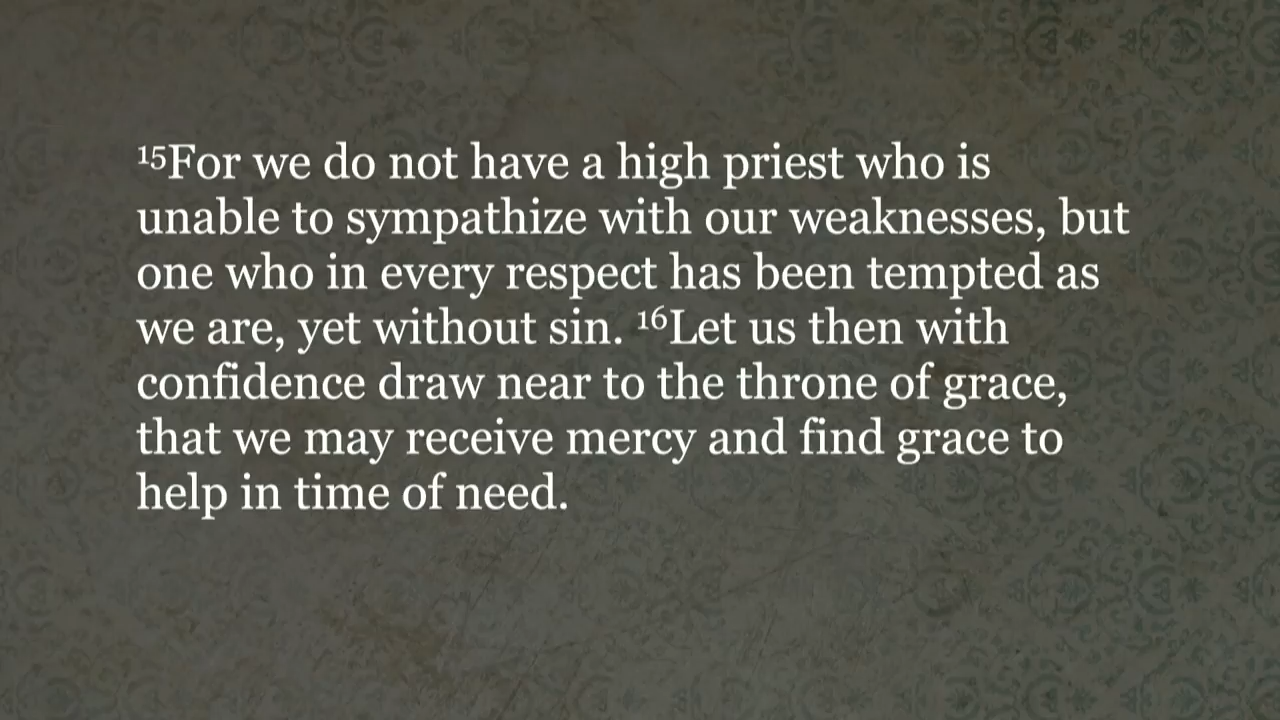 ¹⁵For we do not have a high priest who is
unable to sympathize with our weaknesses, but
one who in every respect has been tempted as
we are, yet without sin. ¹⁶Let us then with
confidence draw near to the throne of grace,
that we may receive mercy and find grace to
help in time of need.